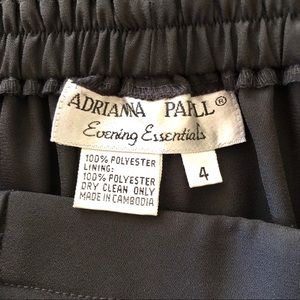 ADRIANNA PAPELL®
Evening Essentials
100% POLYESTER
LINING:
100% POLYESTER
DRY CLEAN ONLY
MADE IN CAMBODIA
4